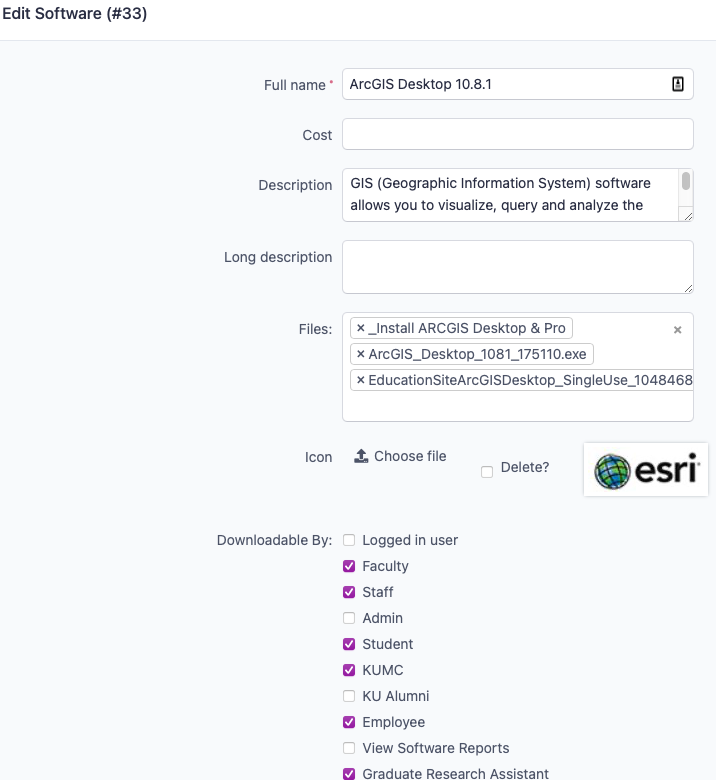 Edit Software (#33)
Full name * ArcGIS Desktop 10.8.1
Cost
Description GIS (Geographic Information System) software
allows you to visualize, query and analyze the
Long description
Files: × _Install ARCGIS Desktop & Pro ×
× ArcGIS_Desktop_1081_175110.exe
× EducationSiteArcGISDesktop_SingleUse_1048468
Icon Choose file Delete? esri
Downloadable By: Logged in user
Faculty
Staff
Admin
Student
KUMC
KU Alumni
Employee
View Software Reports
Graduate Research Assistant